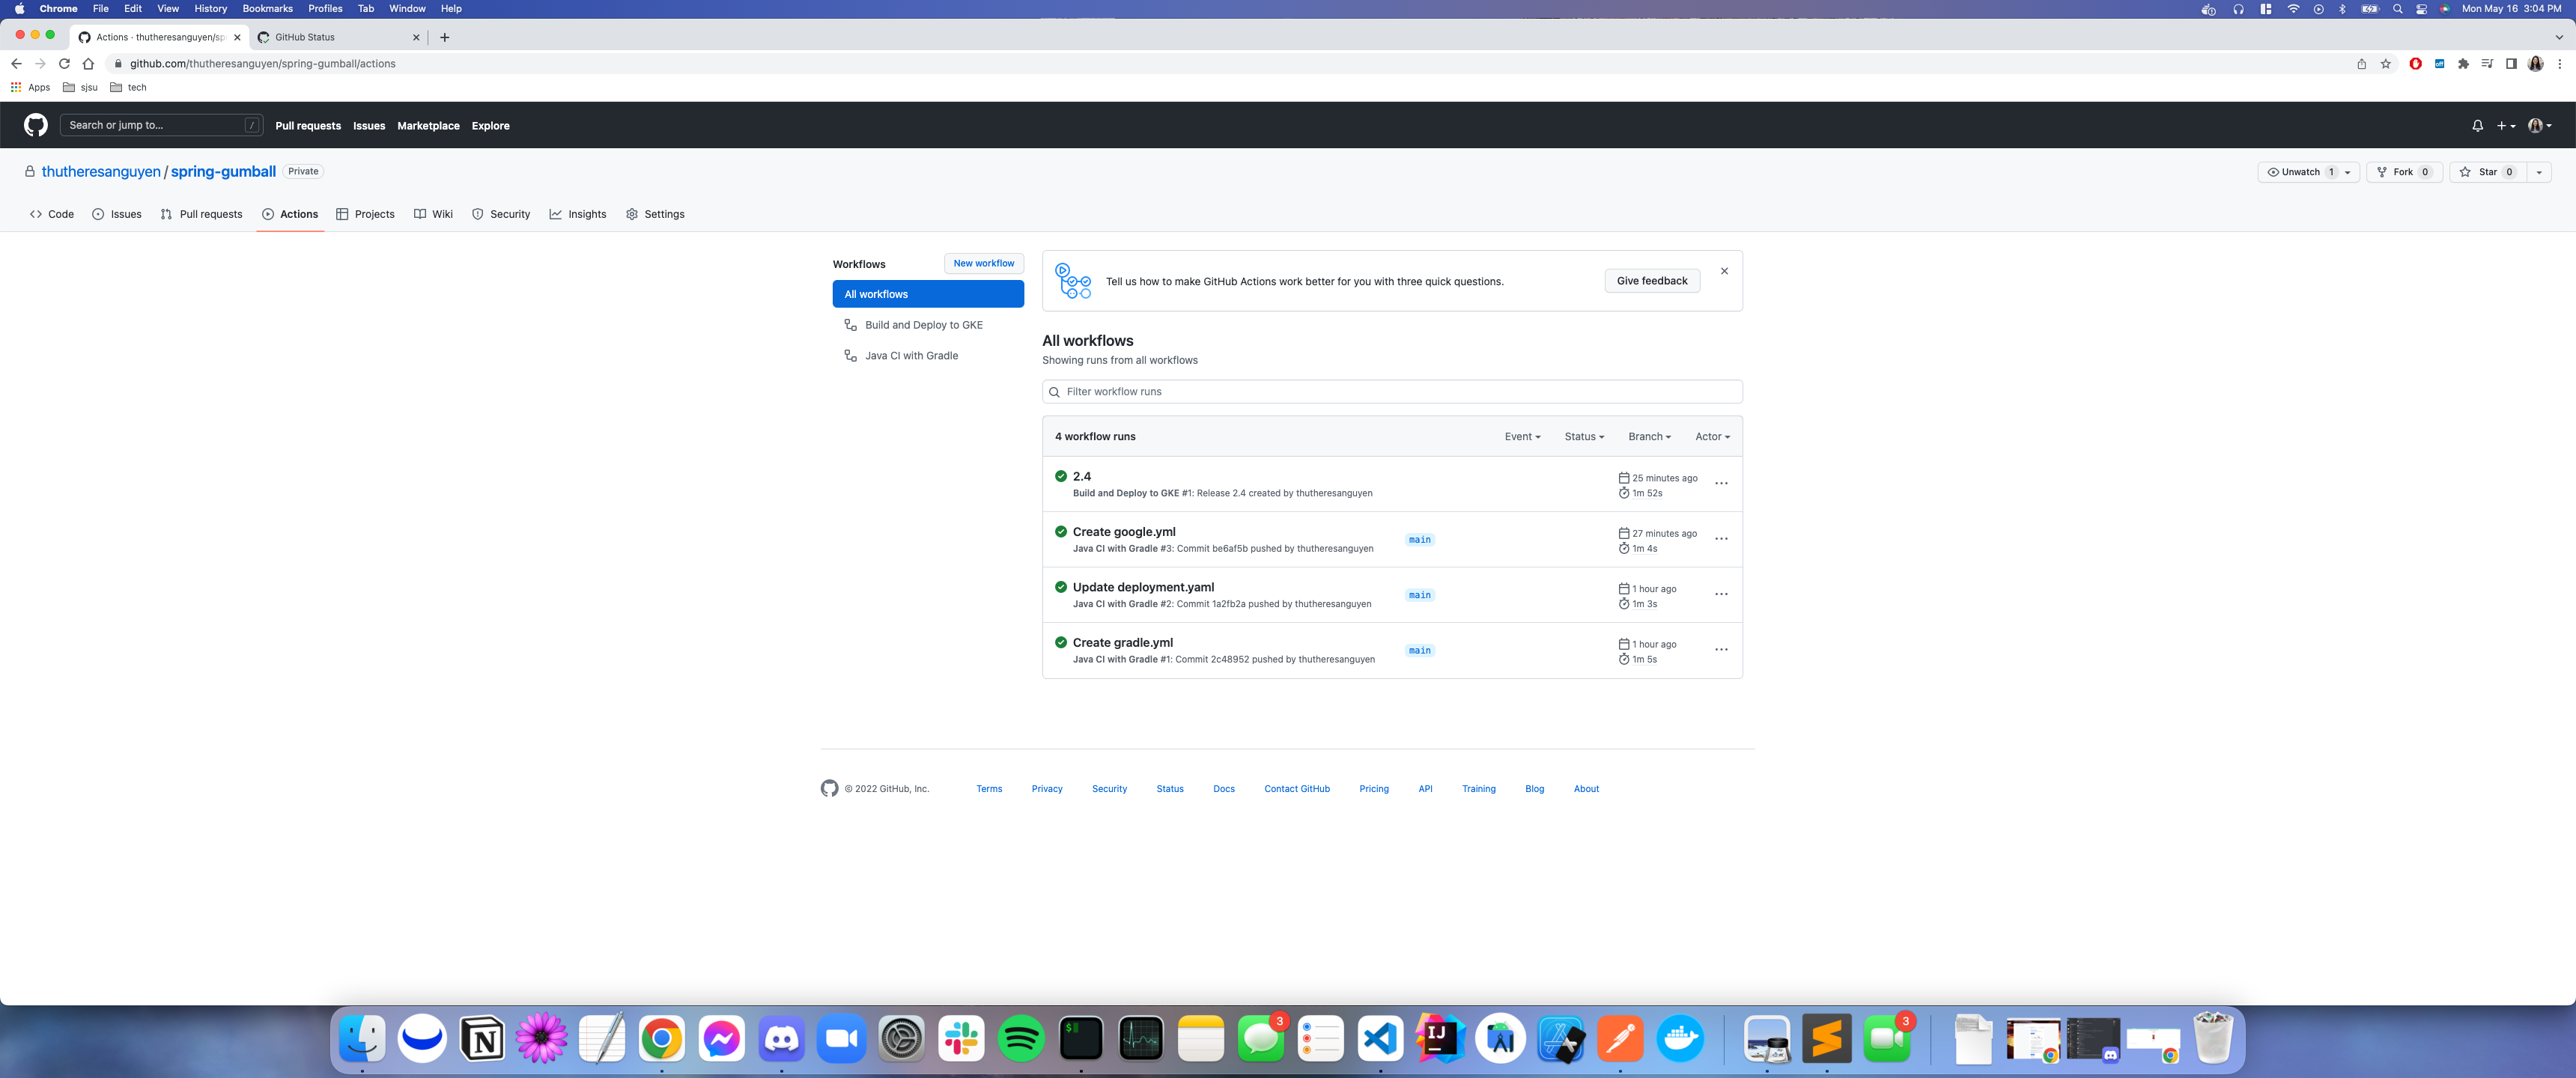 Chrome File Edit View History Bookmarks Profiles Tab Window Help Mon May 16 3:04 PM
Actions · thutheresanguyen/sp GitHub Status
github.com/thutheresanguyen/spring-gumball/actions
Apps sjsu tech
Search or jump to... / Pull requests Issues Marketplace Explore
thutheresanguyen / spring-gumball Private Unwatch 1 Fork 0 Star 0
Code Issues Pull requests Actions Projects Wiki Security Insights Settings
Workflows New workflow
All workflows
Build and Deploy to GKE
Java CI with Gradle
Tell us how to make GitHub Actions work better for you with three quick questions. Give feedback
All workflows
Showing runs from all workflows
Filter workflow runs
4 workflow runs Event Status Branch Actor
2.4 25 minutes ago
Build and Deploy to GKE #1: Release 2.4 created by thutheresanguyen 1m 52s
Create google.yml main 27 minutes ago
Java CI with Gradle #3: Commit be6af5b pushed by thutheresanguyen 1m 4s
Update deployment.yaml main 1 hour ago
Java CI with Gradle #2: Commit 1a2fb2a pushed by thutheresanguyen 1m 3s
Create gradle.yml main 1 hour ago
Java CI with Gradle #1: Commit 2c48952 pushed by thutheresanguyen 1m 5s
© 2022 GitHub, Inc. Terms Privacy Security Status Docs Contact GitHub Pricing API Training Blog About
3 3